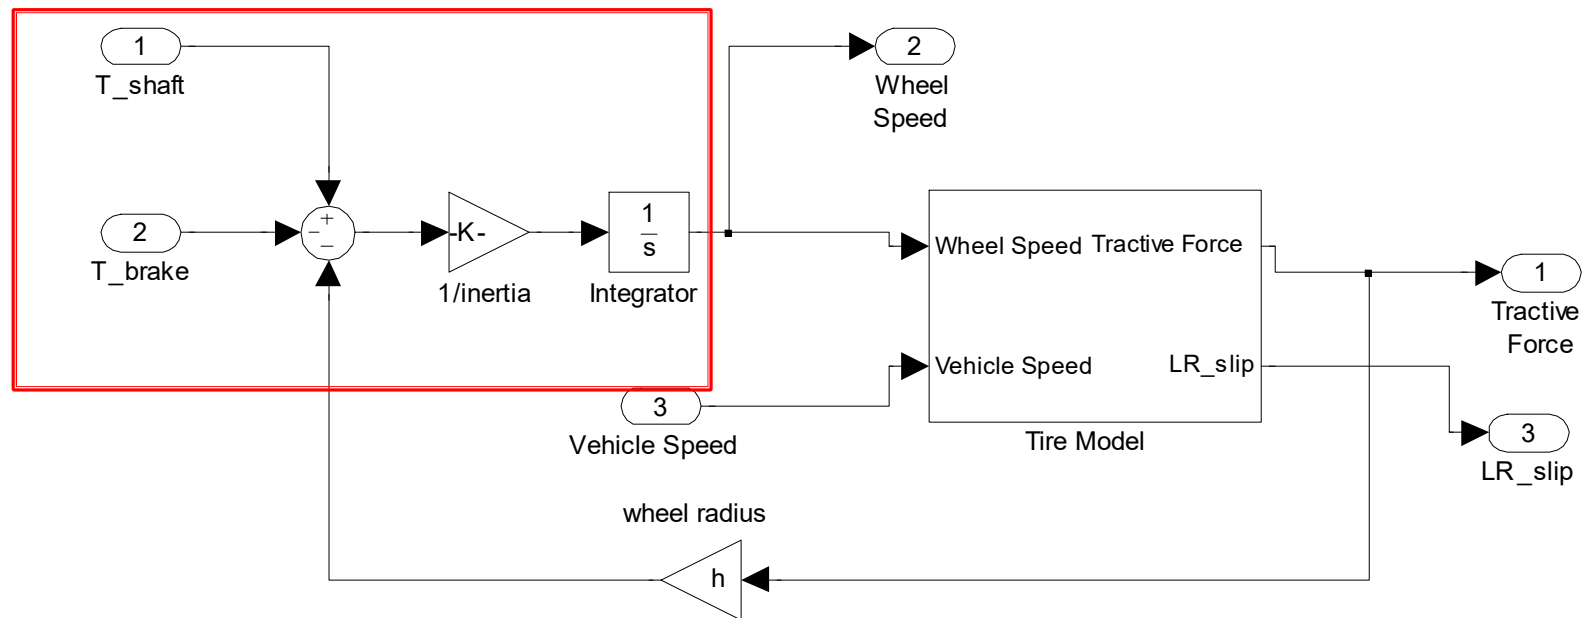 1
T_shaft
2
Wheel
Speed
2
T_brake
+
−
−
-K-
1/inertia
1
s
Integrator
Wheel Speed
Tractive Force
Vehicle Speed
LR_slip
Tire Model
1
Tractive
Force
3
Vehicle Speed
3
LR_slip
wheel radius
h